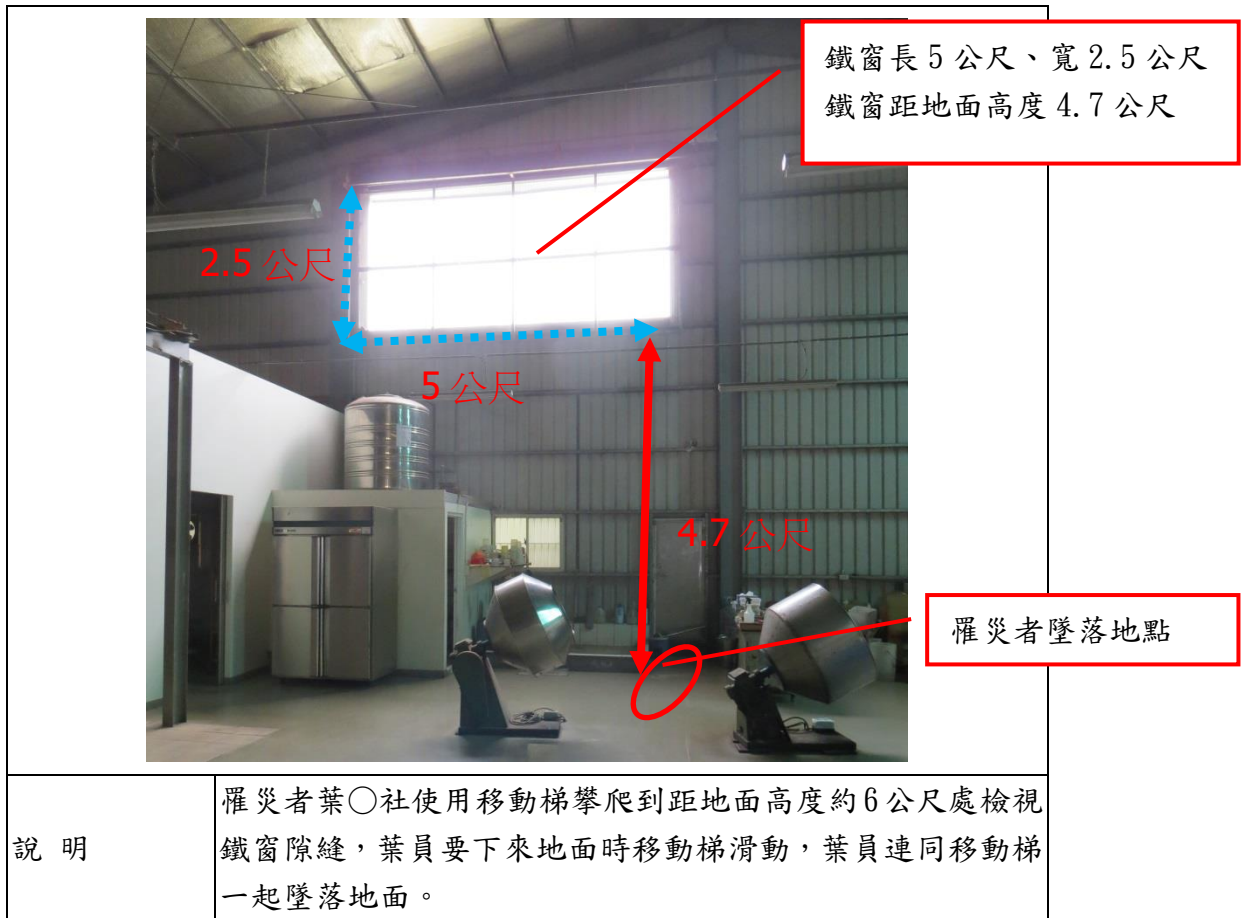 鐵窗長5公尺、寬2.5公尺
鐵窗距地面高度4.7公尺
2.5公尺
5公尺
4.7公尺
罹災者墜落地點
說 明
罹災者葉○社使用移動梯攀爬到距地面高度約6公尺處檢視
鐵窗隙縫，葉員要下來地面時移動梯滑動，葉員連同移動梯
一起墜落地面。